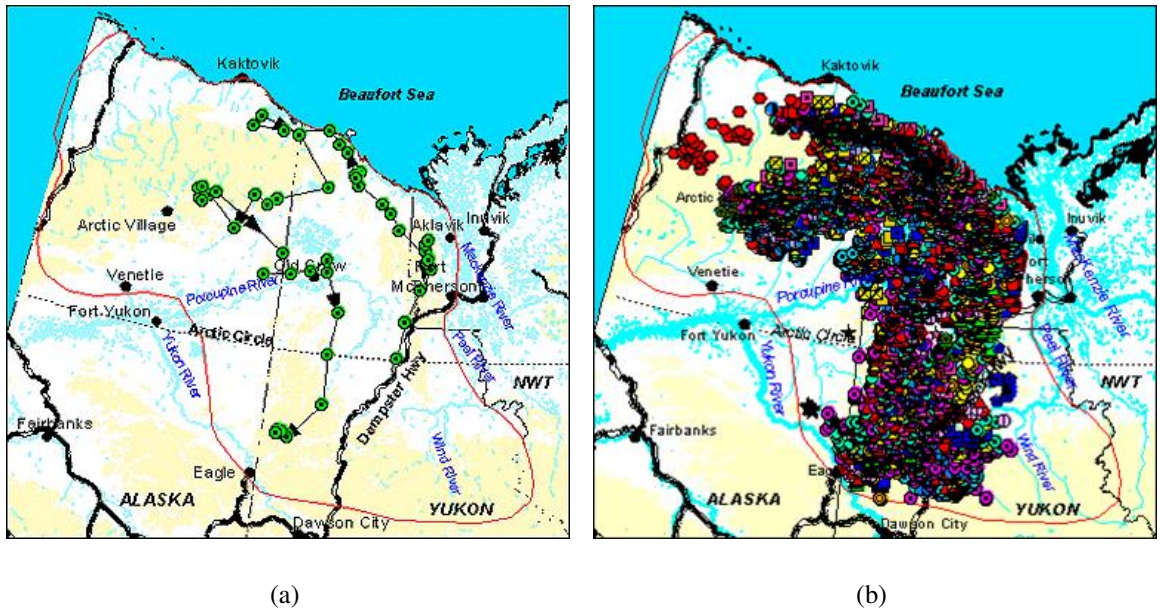 Kaktovik
Beaufort Sea
Arctic Village
Aklavik
Inuvik
Mackenzie River
Old Crow
Fort
McPherson
Venetie
Porcupine River
Fort Yukon
Arctic Circle
Yukon River
Dempster Hwy
Peel River
NWT
Fairbanks
Wind River
Eagle
ALASKA
YUKON
Dawson City
(a)
Kaktovik
Beaufort Sea
Arctic
Inuvik
MacKenzie River
Venetie
Porcupine
Fort Yukon
Arctic Circle
Yukon River
Peel River
NWT
Fairbanks
Wind River
ALASKA
YUKON
Dawson City
(b)